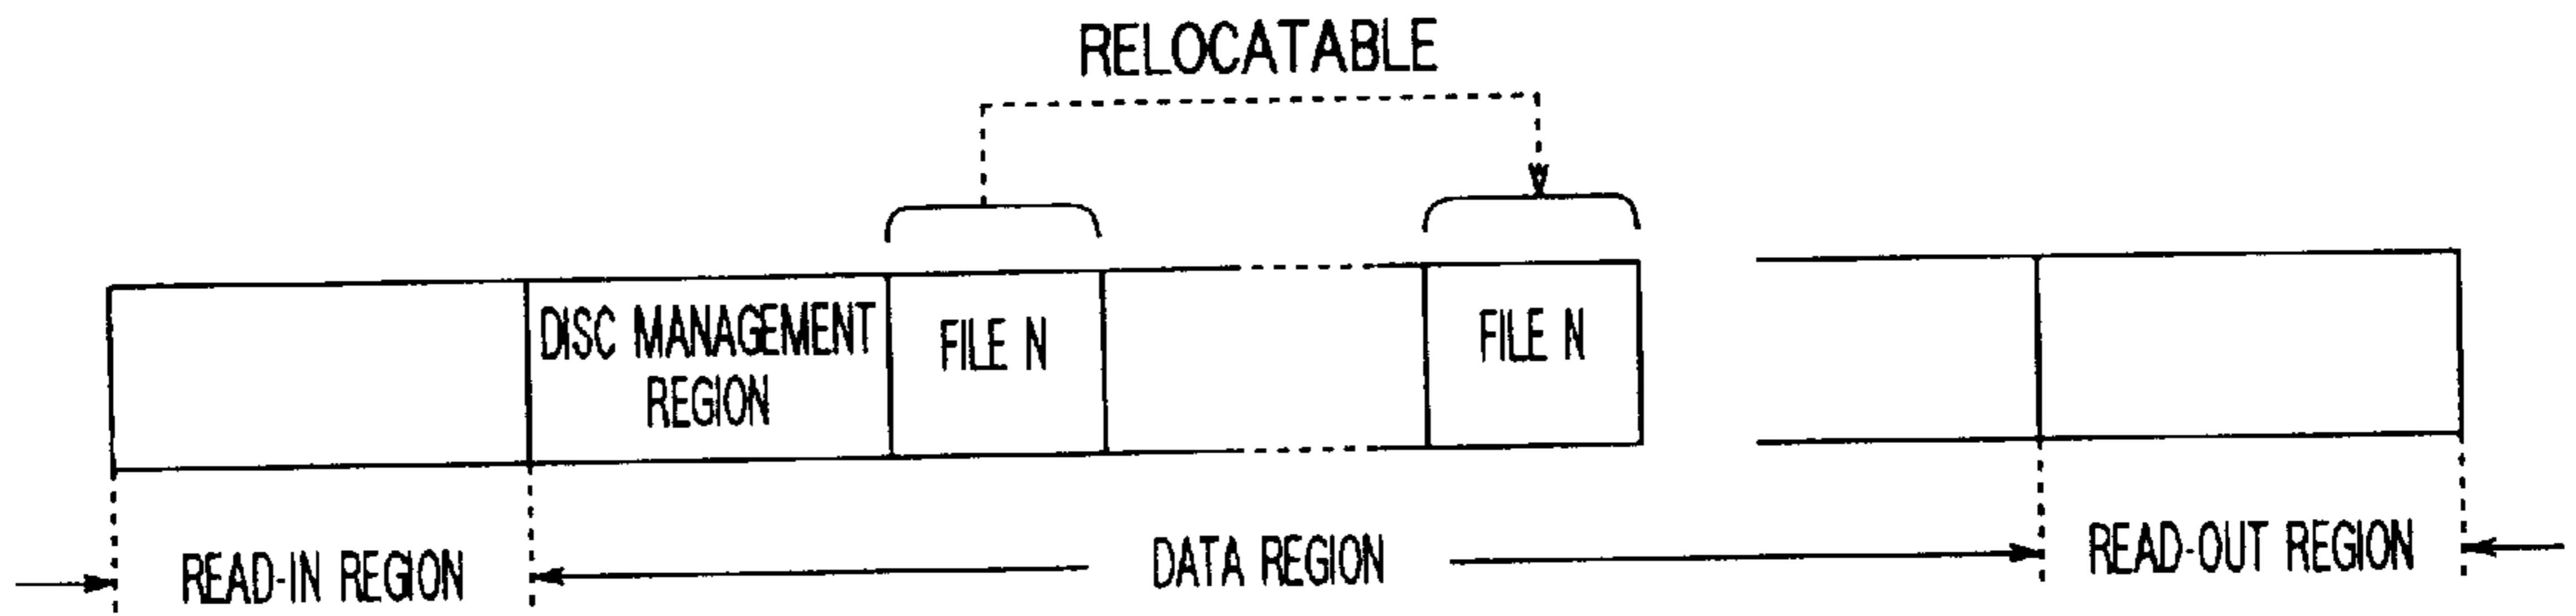 RELOCATABLE
DISC MANAGEMENT
REGION
FILE N
FILE N
READ-IN REGION
DATA REGION
READ-OUT REGION